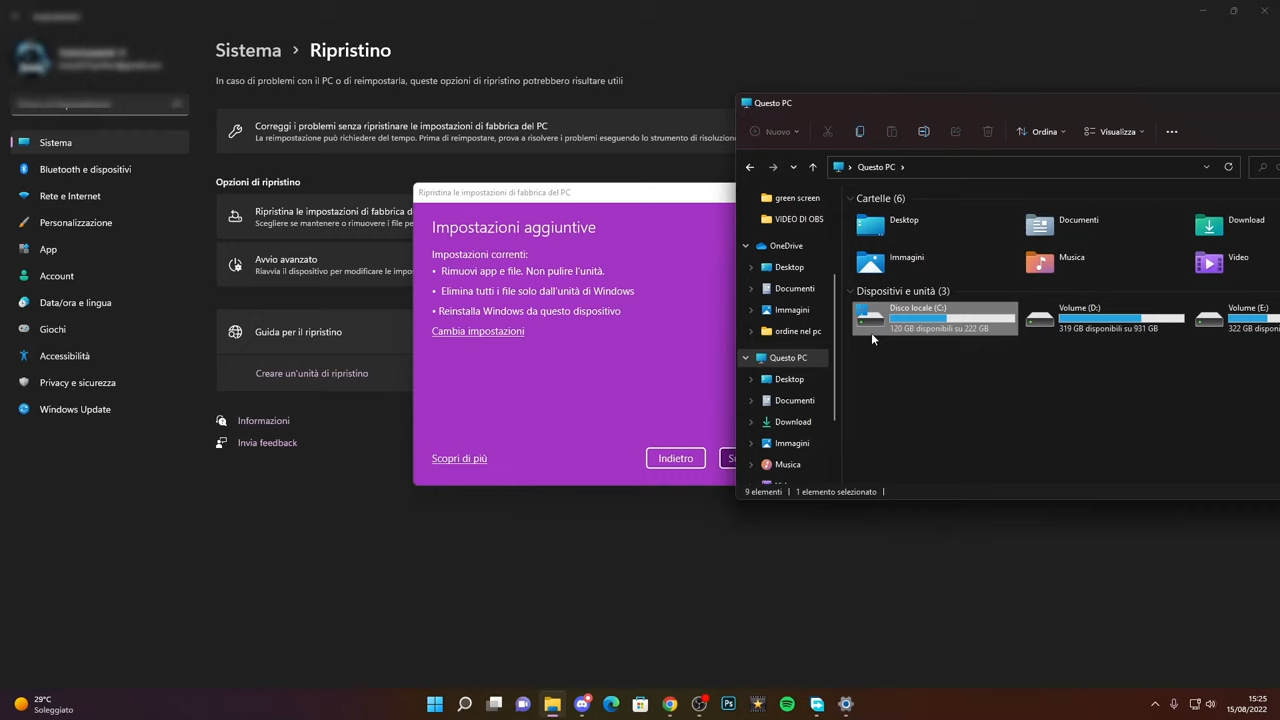 Sistema > Ripristino
In caso di problemi con il PC o di reimpostarla, queste opzioni di ripristino potrebbero risultare utili
Sistema
Bluetooth e dispositivi
Rete e Internet
Personalizzazione
App
Account
Data/ora e lingua
Giochi
Accessibilità
Privacy e sicurezza
Windows Update
Correggi i problemi senza ripristinare le impostazioni di fabbrica del PC
La reimpostazione può richiedere del tempo. Prima di reimpostare, prova a risolvere i problemi eseguendo lo strumento di risoluzione
Opzioni di ripristino
Ripristina le impostazioni di fabbrica d
Scegliere se mantenere o rimuovere i file pe
Avvio avanzato
Riavvia il dispositivo per modificare le impo
Guida per il ripristino
Creare un'unità di ripristino
Informazioni
Invia feedback
Ripristina le impostazioni di fabbrica del PC
Impostazioni aggiuntive
Impostazioni correnti:
• Rimuovi app e file. Non pulire l'unità.
• Elimina tutti i file solo dall'unità di Windows
• Reinstalla Windows da questo dispositivo
Cambia impostazioni
Scopri di più
Indietro
Questo PC
Nuovo
Ordina
Visualizza
Questo PC >
green screen
VIDEO DI OBS
OneDrive
Desktop
Documenti
Immagini
ordine nel pc
Questo PC
Desktop
Documenti
Download
Immagini
Musica
Cartelle (6)
Desktop
Documenti
Download
Immagini
Musica
Video
Dispositivi e unità (3)
Disco locale (C:)
120 GB disponibili su 222 GB
Volume (D:)
319 GB disponibili su 931 GB
Volume (E:)
322 GB disponibi
9 elementi
1 elemento selezionato
29°C
Soleggiato
15:25
15/08/2022